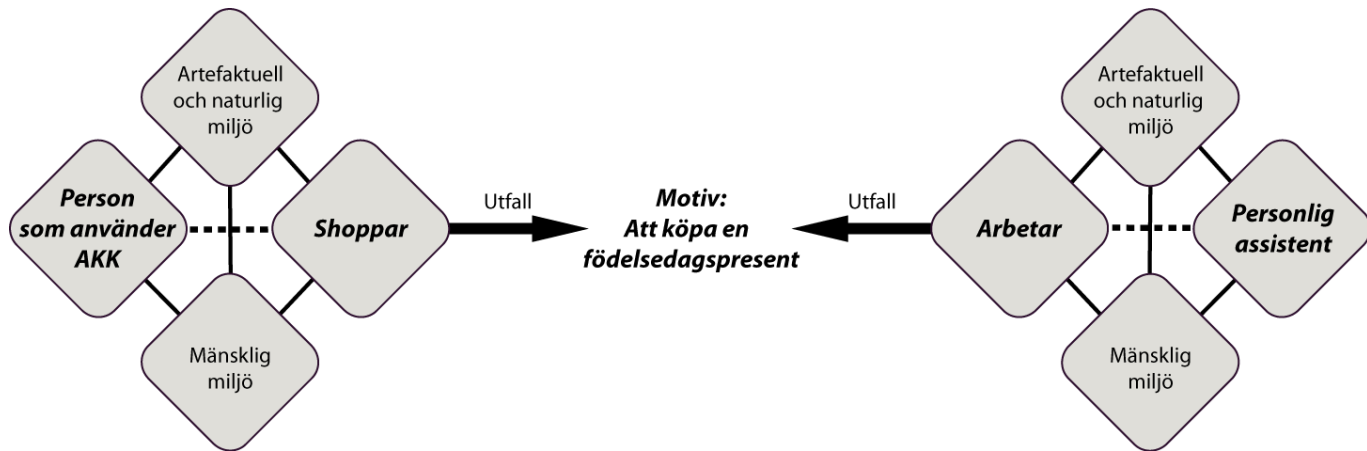 Artefaktuell
och naturlig
miljö
Person
som använder
AKK
Shoppar
Mänsklig
miljö
Utfall
Motiv:
Att köpa en
födelsedagspresent
Utfall
Artefaktuell
och naturlig
miljö
Arbetar
Personlig
assistent
Mänsklig
miljö